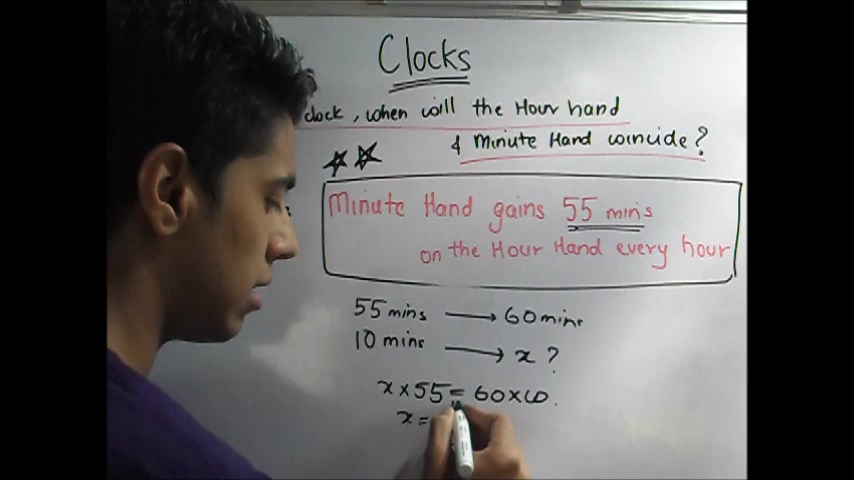 Clocks
clock, when will the Hour hand
& Minute Hand coincide?
Minute Hand gains 55 mins
on the Hour Hand every hour
55 mins → 60 mins
10 mins → x ?
x × 55 = 60 × 10.
x =